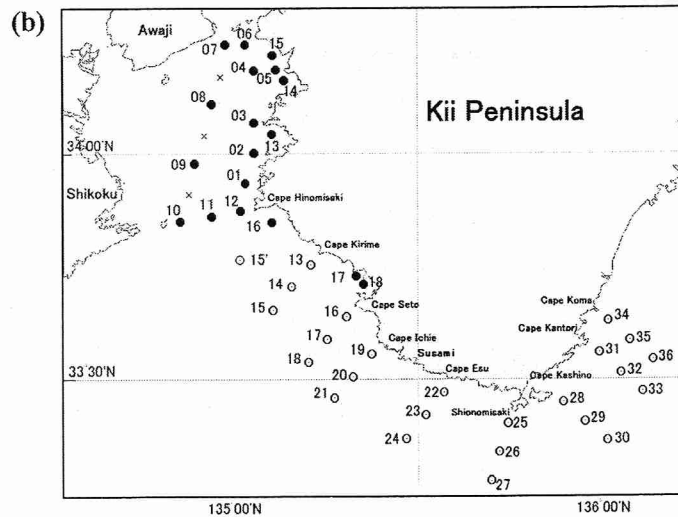 (b)
Awaji
07 06
15
04
05
14
08
Kii Peninsula
03
13
34°00'N
02
09
01
Shikoku
Cape Hinomisaki
12
11
10
16
Cape Kirime
15' 13
17
18
14
Cape Seto
15
16
Cape Koma
34
Cape Kantori
35
17
Cape Ichie
31
36
19
Susami
18
32
Cape Esu
Cape Kashino
33°30'N
20
33
22
21
28
Shionomisaki
23
25
29
24
30
26
27
135°00'N 136°00'N